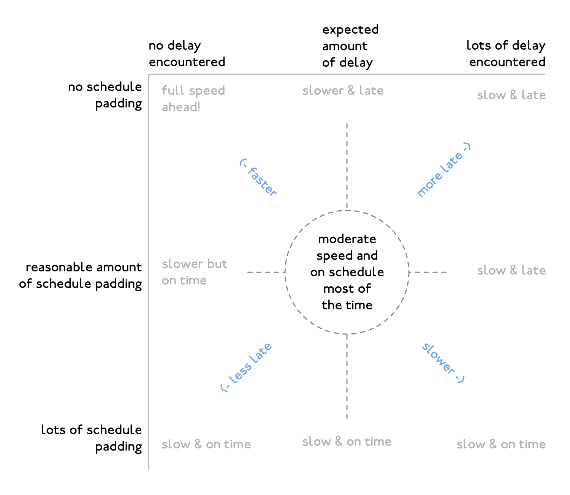 no delay
encountered
expected
amount
of delay
lots of delay
encountered
no schedule
padding
full speed
ahead!
slower & late
slow & late
<- faster
more late ->
reasonable amount
of schedule padding
slower but
on time
moderate
speed and
on schedule
most of
the time
slow & late
<- less late
slower ->
lots of schedule
padding
slow & on time
slow & on time
slow & on time